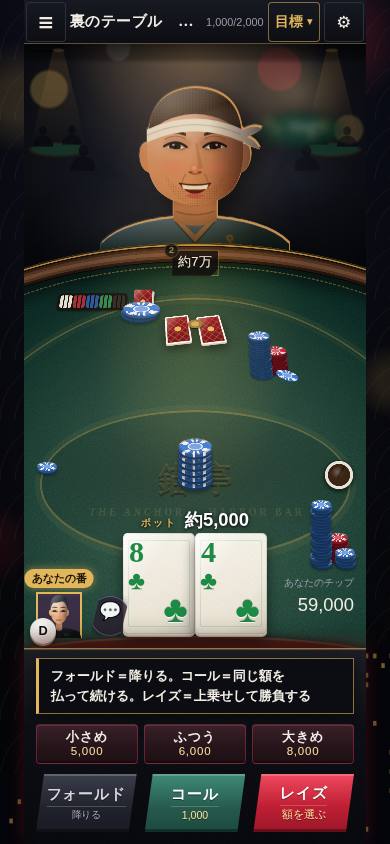 裏のテーブル … 1,000/2,000 目標 ▾
2
約7万
THE ANCHOR BAR
ポット 約5,000
8 4
あなたの番
D
あなたのチップ
59,000
フォールド＝降りる。コール＝同じ額を
払って続ける。レイズ＝上乗せして勝負する
小さめ ふつう 大きめ
5,000 6,000 8,000
フォールド コール レイズ
降りる 1,000 額を選ぶ